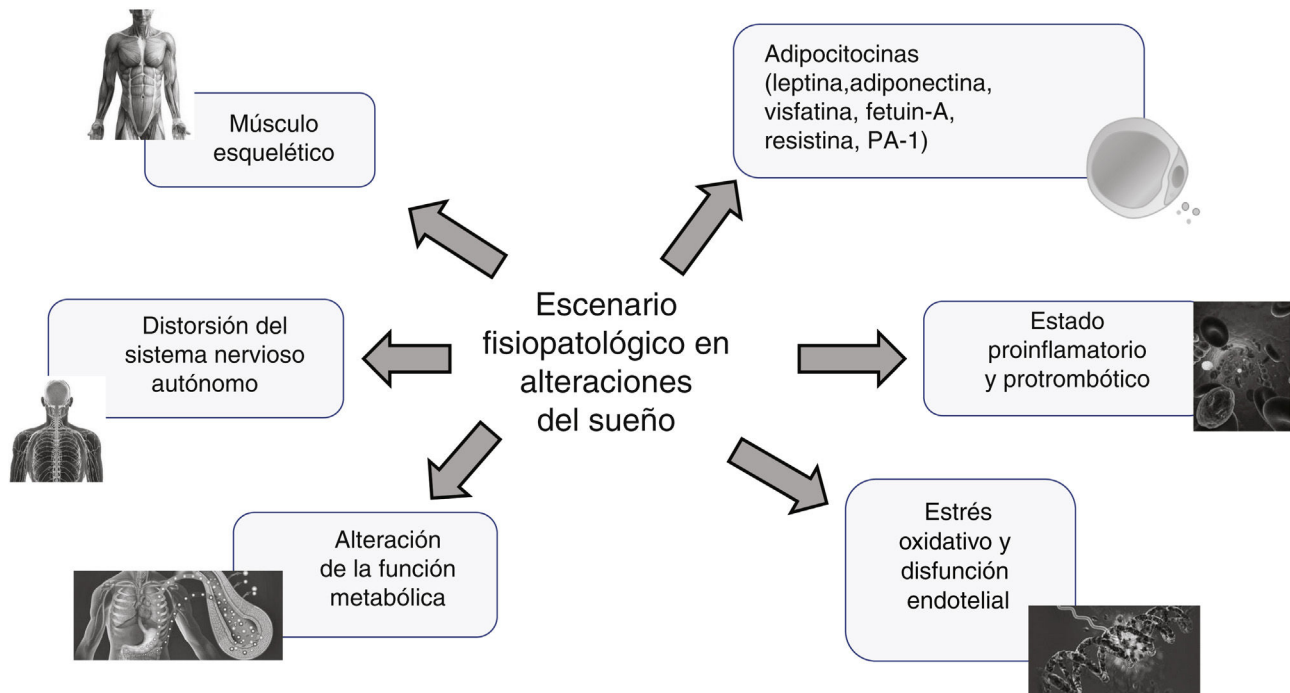 Músculo
esquelético
Adipocitocinas
(leptina,adiponectina,
visfatina, fetuin-A,
resistina, PA-1)
Distorsión del
sistema nervioso
autónomo
Escenario
fisiopatológico en
alteraciones
del sueño
Estado
proinflamatorio
y protrombótico
Alteración
de la función
metabólica
Estrés
oxidativo y
disfunción
endotelial